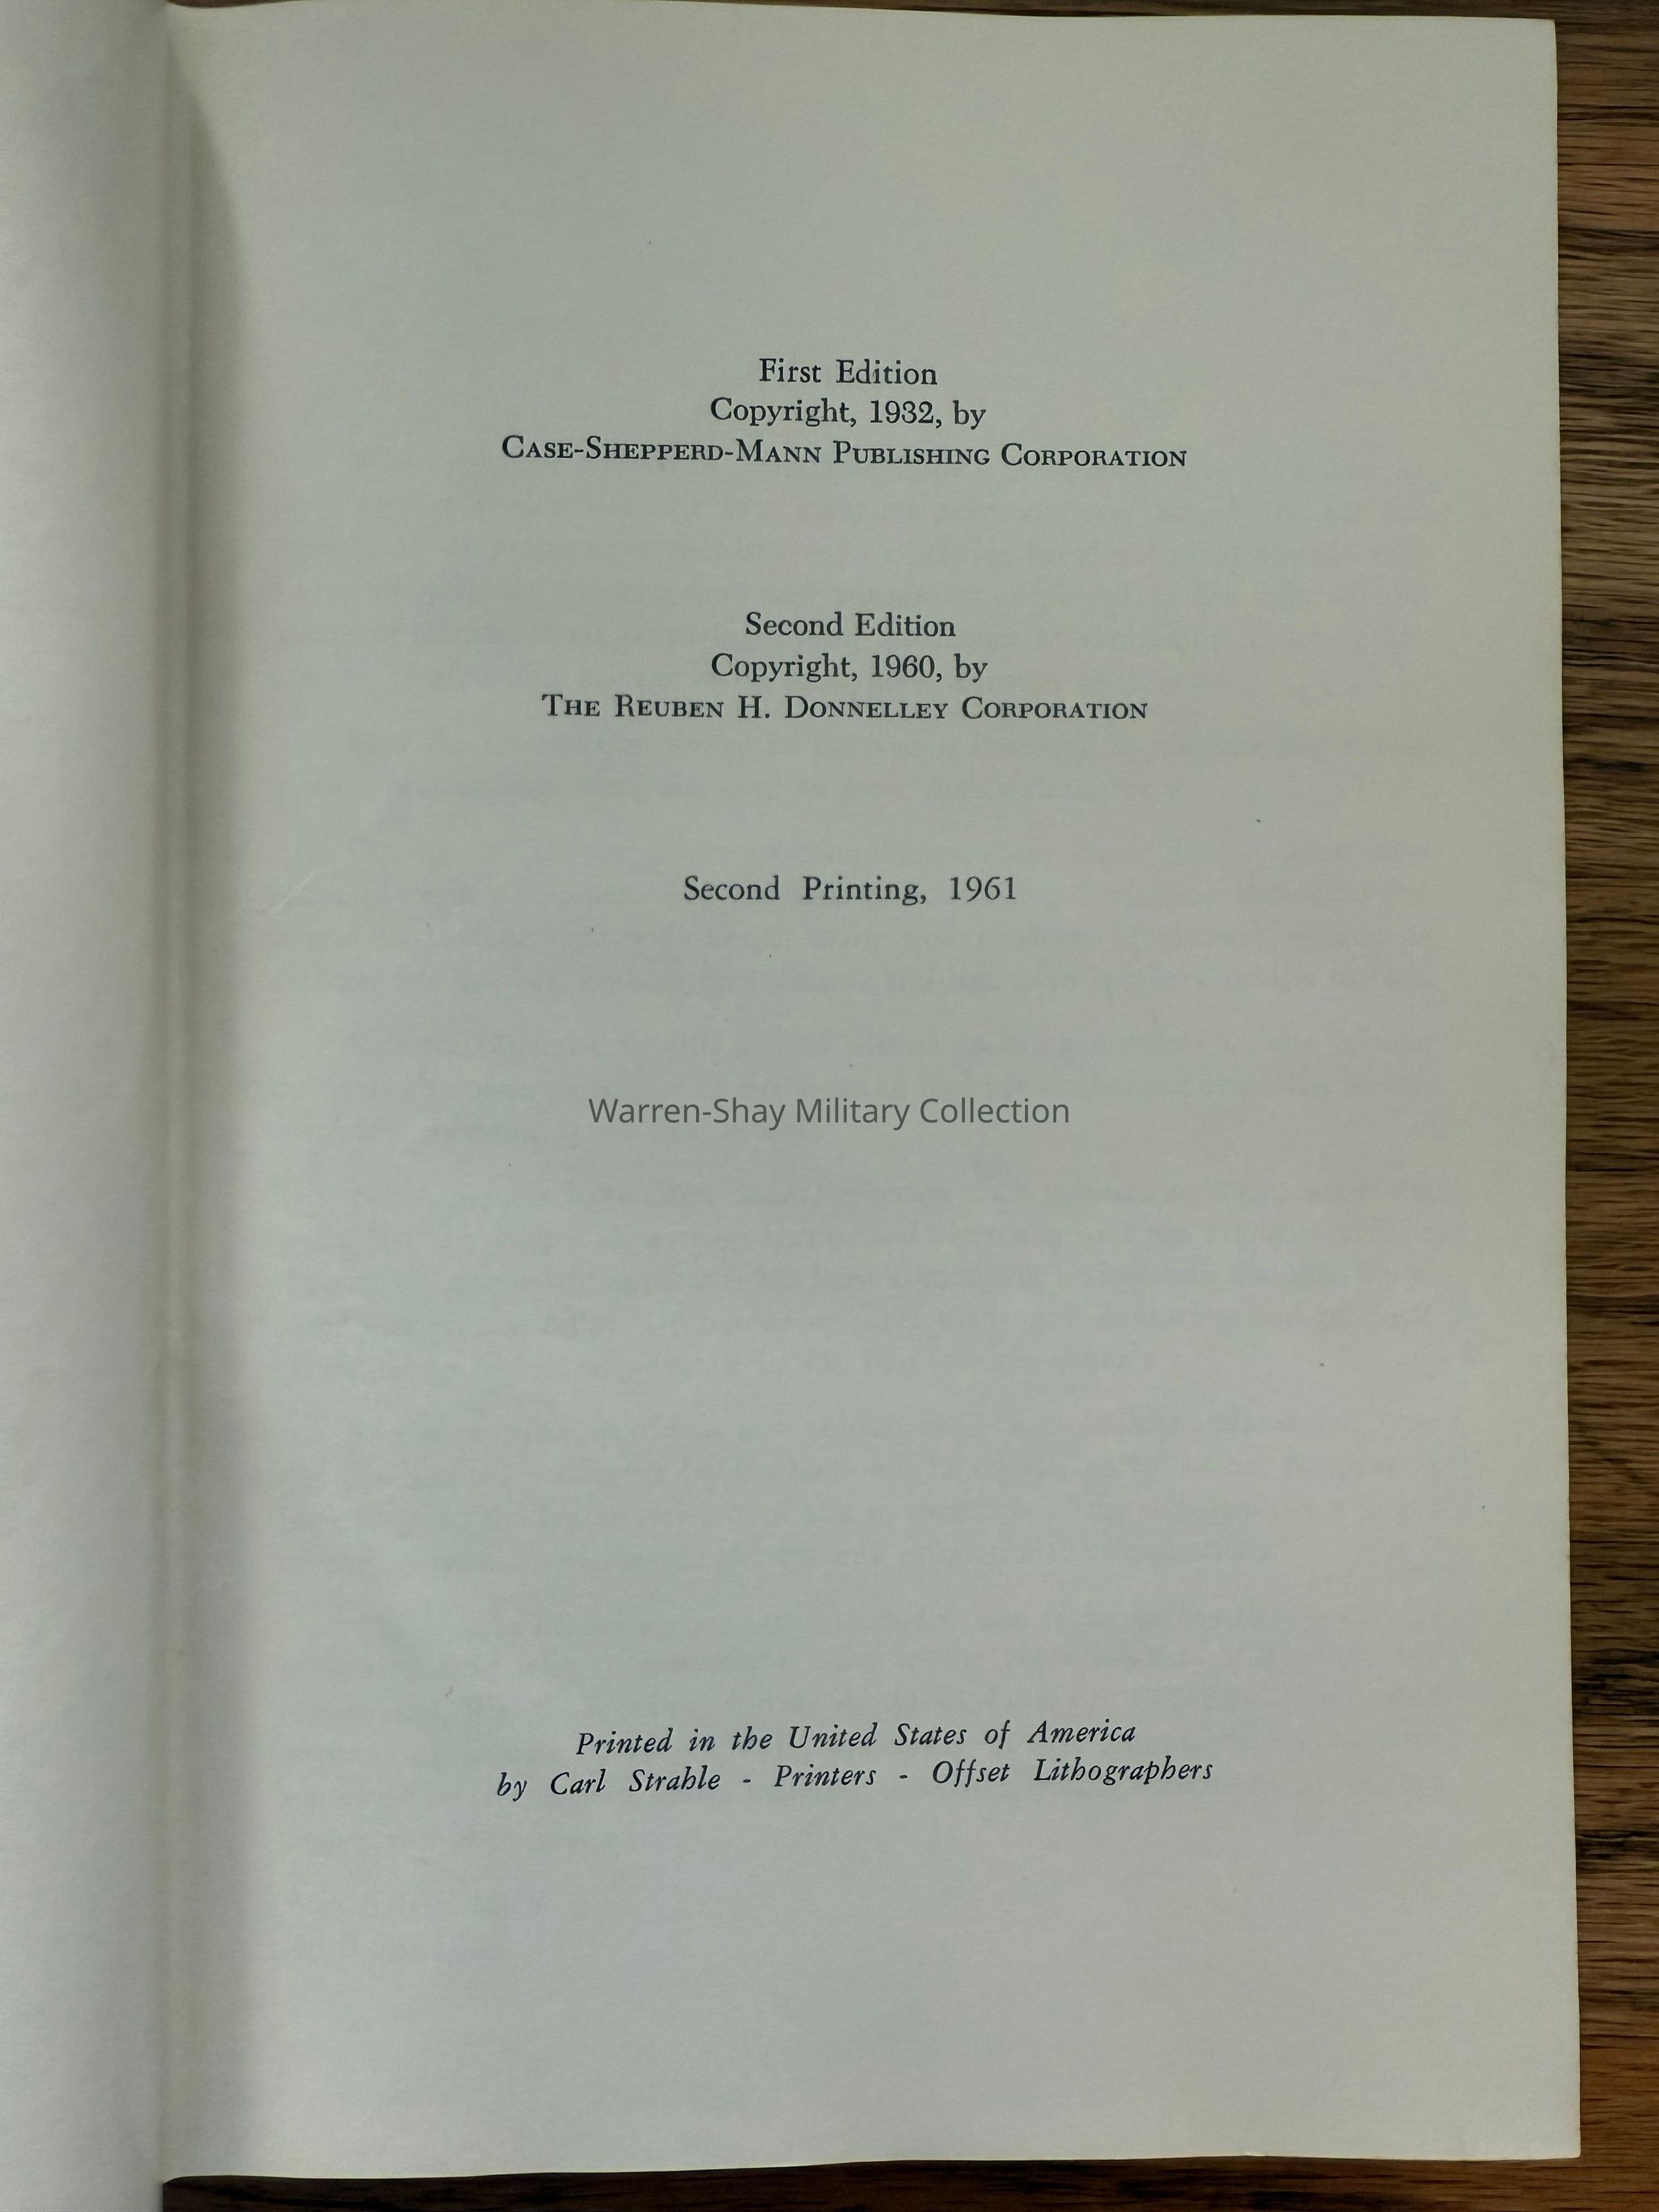 First Edition
Copyright, 1932, by
Case-Shepperd-Mann Publishing Corporation
Second Edition
Copyright, 1960, by
The Reuben H. Donnelley Corporation
Second Printing, 1961
Warren-Shay Military Collection
Printed in the United States of America
by Carl Strahle - Printers - Offset Lithographers